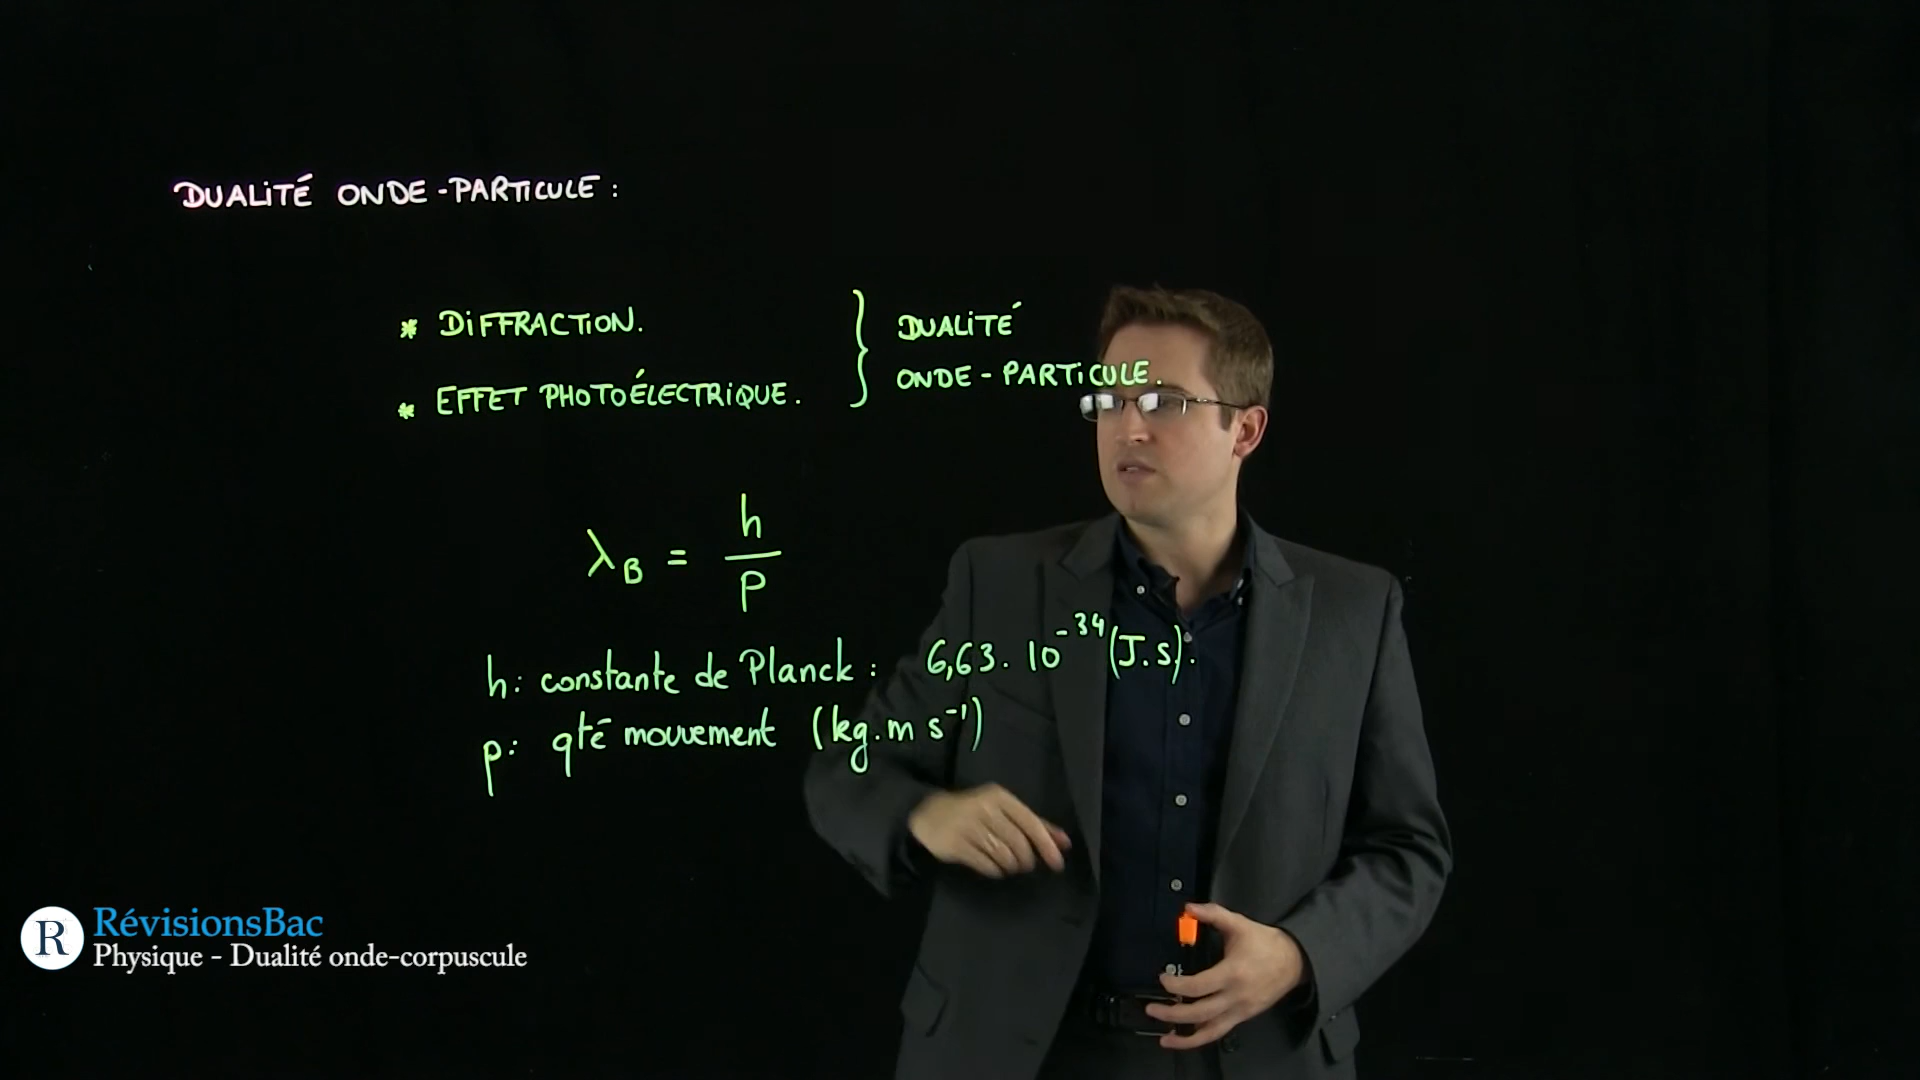 DUALITÉ ONDE-PARTICULE :
* DIFFRACTION.
* EFFET PHOTOÉLECTRIQUE.
} DUALITÉ
ONDE-PARTICULE.
λB = h/p
h: constante de Planck : 6,63. 10^-34 (J.s).
p: qté mouvement (kg.m s^-1)
R RévisionsBac
Physique - Dualité onde-corpuscule